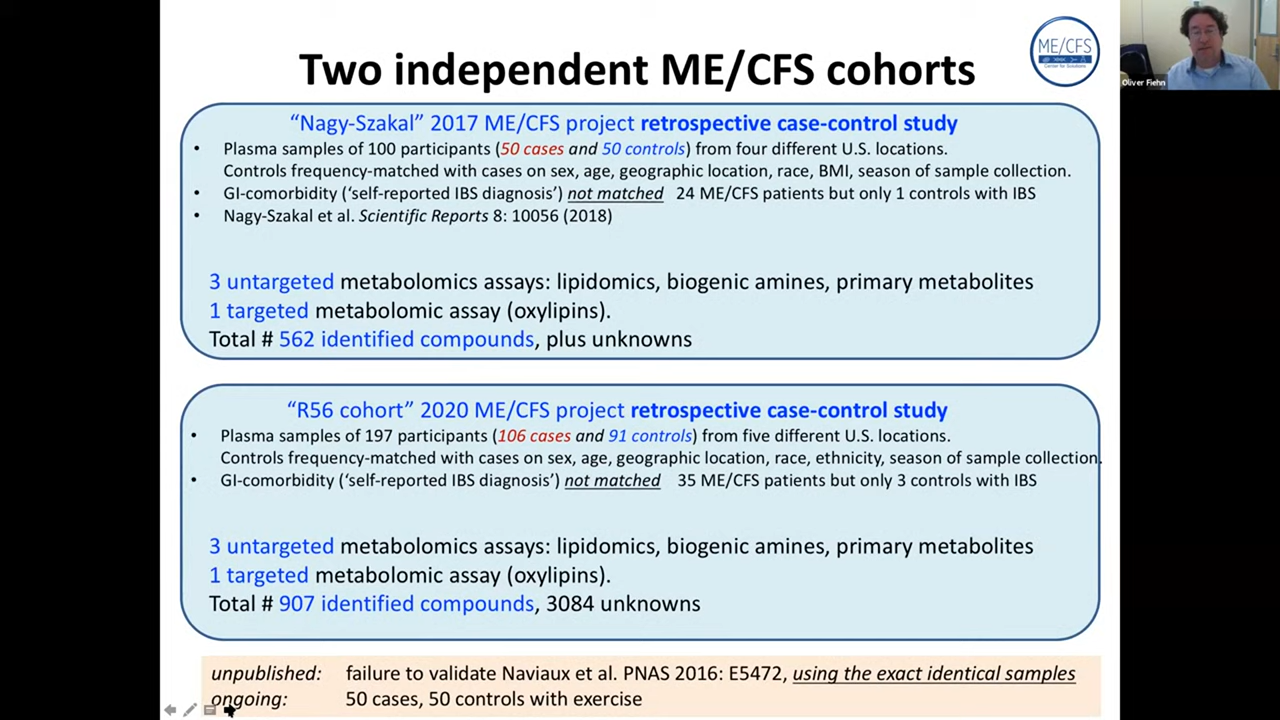 Two independent ME/CFS cohorts
ME/CFS
Center for Solutions
Oliver Fiehn
“Nagy-Szakal” 2017 ME/CFS project retrospective case-control study
• Plasma samples of 100 participants (50 cases and 50 controls) from four different U.S. locations.
Controls frequency-matched with cases on sex, age, geographic location, race, BMI, season of sample collection.
• GI-comorbidity (‘self-reported IBS diagnosis’) not matched 24 ME/CFS patients but only 1 controls with IBS
• Nagy-Szakal et al. Scientific Reports 8: 10056 (2018)
3 untargeted metabolomics assays: lipidomics, biogenic amines, primary metabolites
1 targeted metabolomic assay (oxylipins).
Total # 562 identified compounds, plus unknowns
“R56 cohort” 2020 ME/CFS project retrospective case-control study
• Plasma samples of 197 participants (106 cases and 91 controls) from five different U.S. locations.
Controls frequency-matched with cases on sex, age, geographic location, race, ethnicity, season of sample collection.
• GI-comorbidity (‘self-reported IBS diagnosis’) not matched 35 ME/CFS patients but only 3 controls with IBS
3 untargeted metabolomics assays: lipidomics, biogenic amines, primary metabolites
1 targeted metabolomic assay (oxylipins).
Total # 907 identified compounds, 3084 unknowns
unpublished: failure to validate Naviaux et al. PNAS 2016: E5472, using the exact identical samples
ongoing: 50 cases, 50 controls with exercise